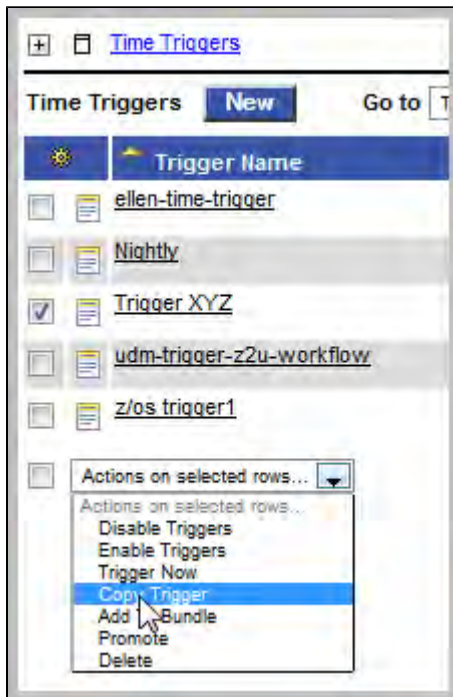 Time Triggers
Time Triggers New Go to T
Trigger Name
ellen-time-trigger
Nightly
Trigger XYZ
udm-trigger-z2u-workflow
z/os trigger1
Actions on selected rows...
Actions on selected rows...
Disable Triggers
Enable Triggers
Trigger Now
Copy Trigger
Add Bundle
Promote
Delete